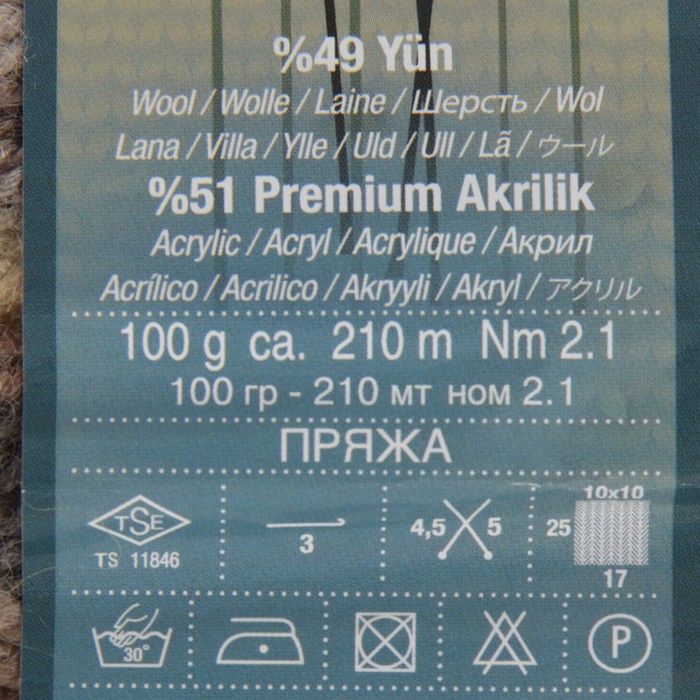 %49 Yün
Wool / Wolle / Laine / Шерсть / Wol
Lana / Villa / Ylle / Uld / Ull / Lã / ウール
%51 Premium Akrilik
Acrylic / Acryl / Acrylique / Акрил
Acrílico / Acrilico / Akryyli / Akryl / アクリル
100 g ca. 210 m Nm 2.1
100 гр - 210 мт ном 2.1
ПРЯЖА
TSE
TS 11846
3
4,5 5
10x10
25
17
30°
P